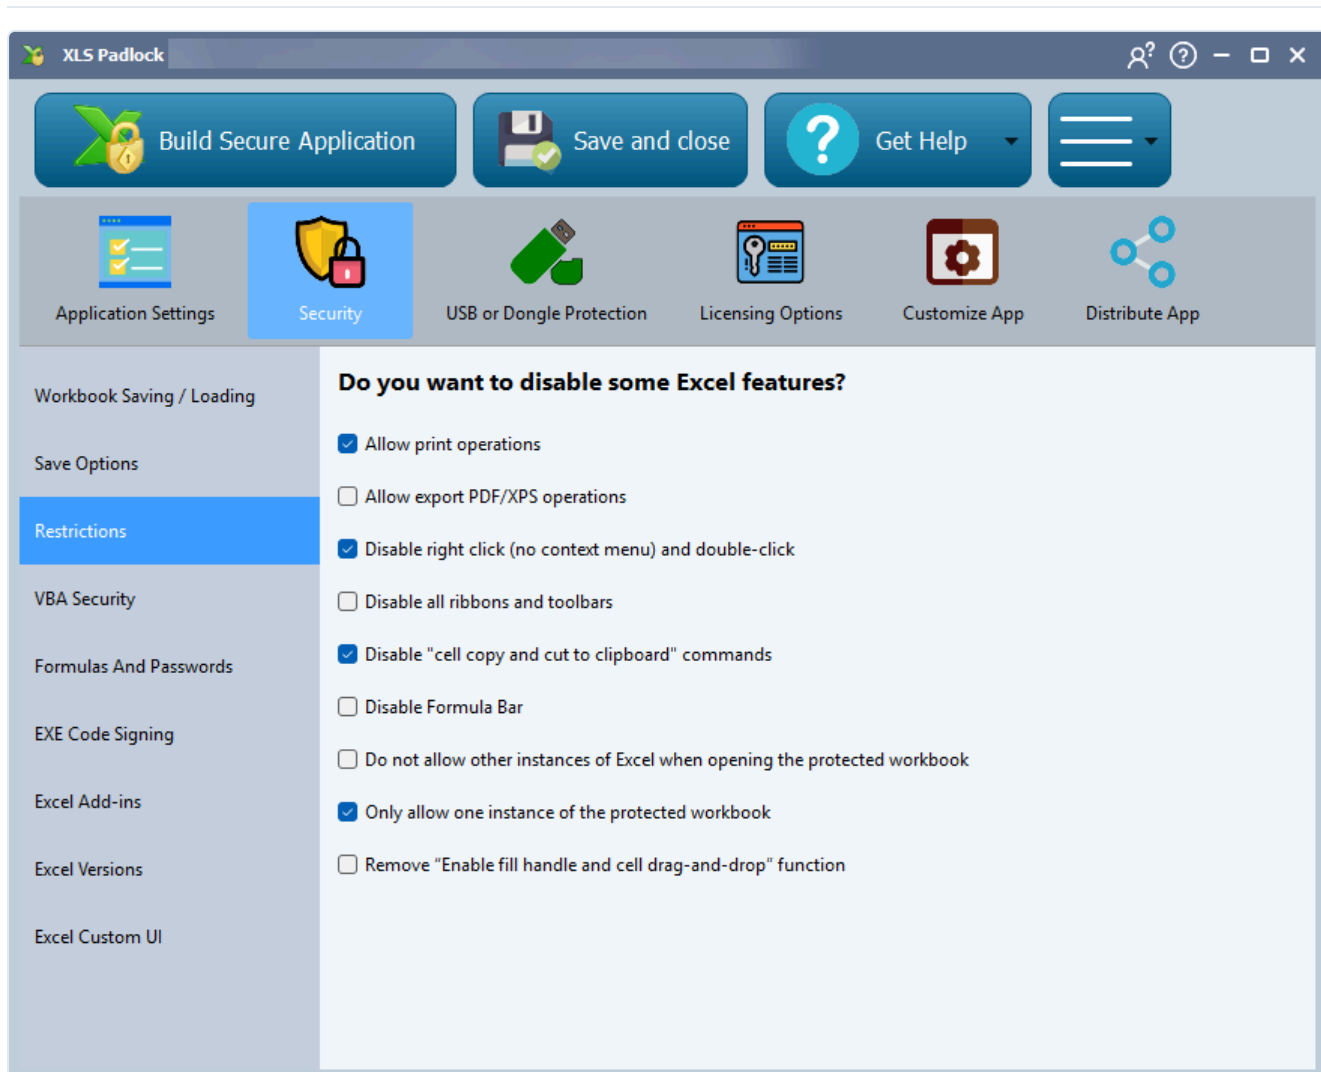 XLS Padlock
Build Secure Application
Save and close
Get Help
Application Settings
Security
USB or Dongle Protection
Licensing Options
Customize App
Distribute App
Workbook Saving / Loading
Save Options
Restrictions
VBA Security
Formulas And Passwords
EXE Code Signing
Excel Add-ins
Excel Versions
Excel Custom UI
Do you want to disable some Excel features?
Allow print operations
Allow export PDF/XPS operations
Disable right click (no context menu) and double-click
Disable all ribbons and toolbars
Disable "cell copy and cut to clipboard" commands
Disable Formula Bar
Do not allow other instances of Excel when opening the protected workbook
Only allow one instance of the protected workbook
Remove "Enable fill handle and cell drag-and-drop" function